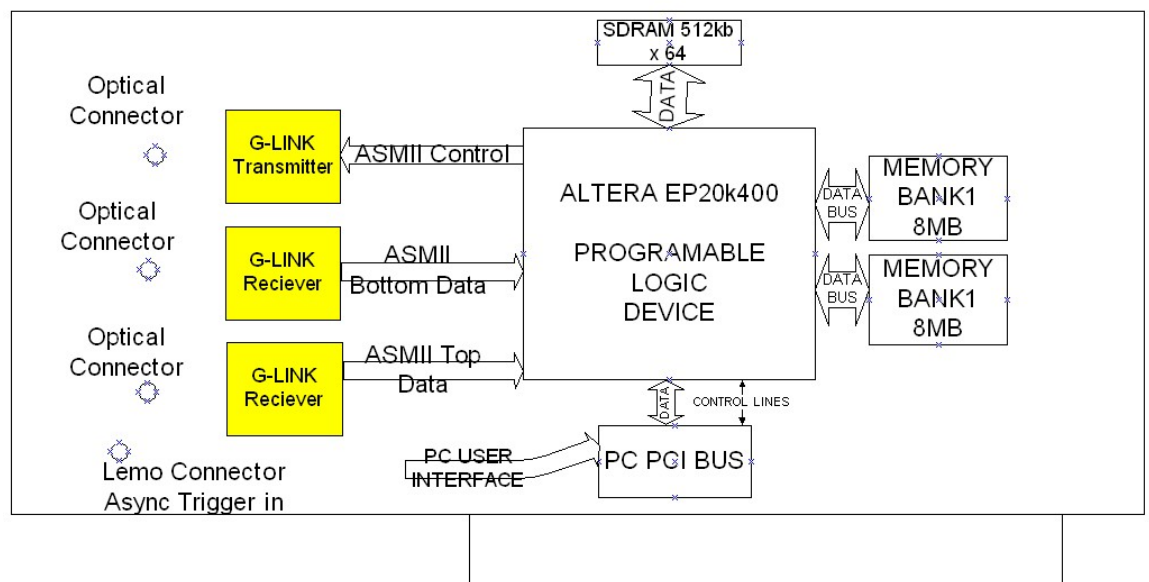 SDRAM 512kb
x 64
DATA
Optical
Connector
G-LINK
Transmitter
ASMII Control
ALTERA EP20k400
PROGRAMABLE
LOGIC
DEVICE
DATA
BUS
MEMORY
BANK1
8MB
Optical
Connector
G-LINK
Reciever
ASMII
Bottom Data
DATA
BUS
MEMORY
BANK1
8MB
Optical
Connector
G-LINK
Reciever
ASMII Top
Data
DATA
CONTROL LINES
PC USER
INTERFACE
PC PCI BUS
Lemo Connector
Async Trigger in